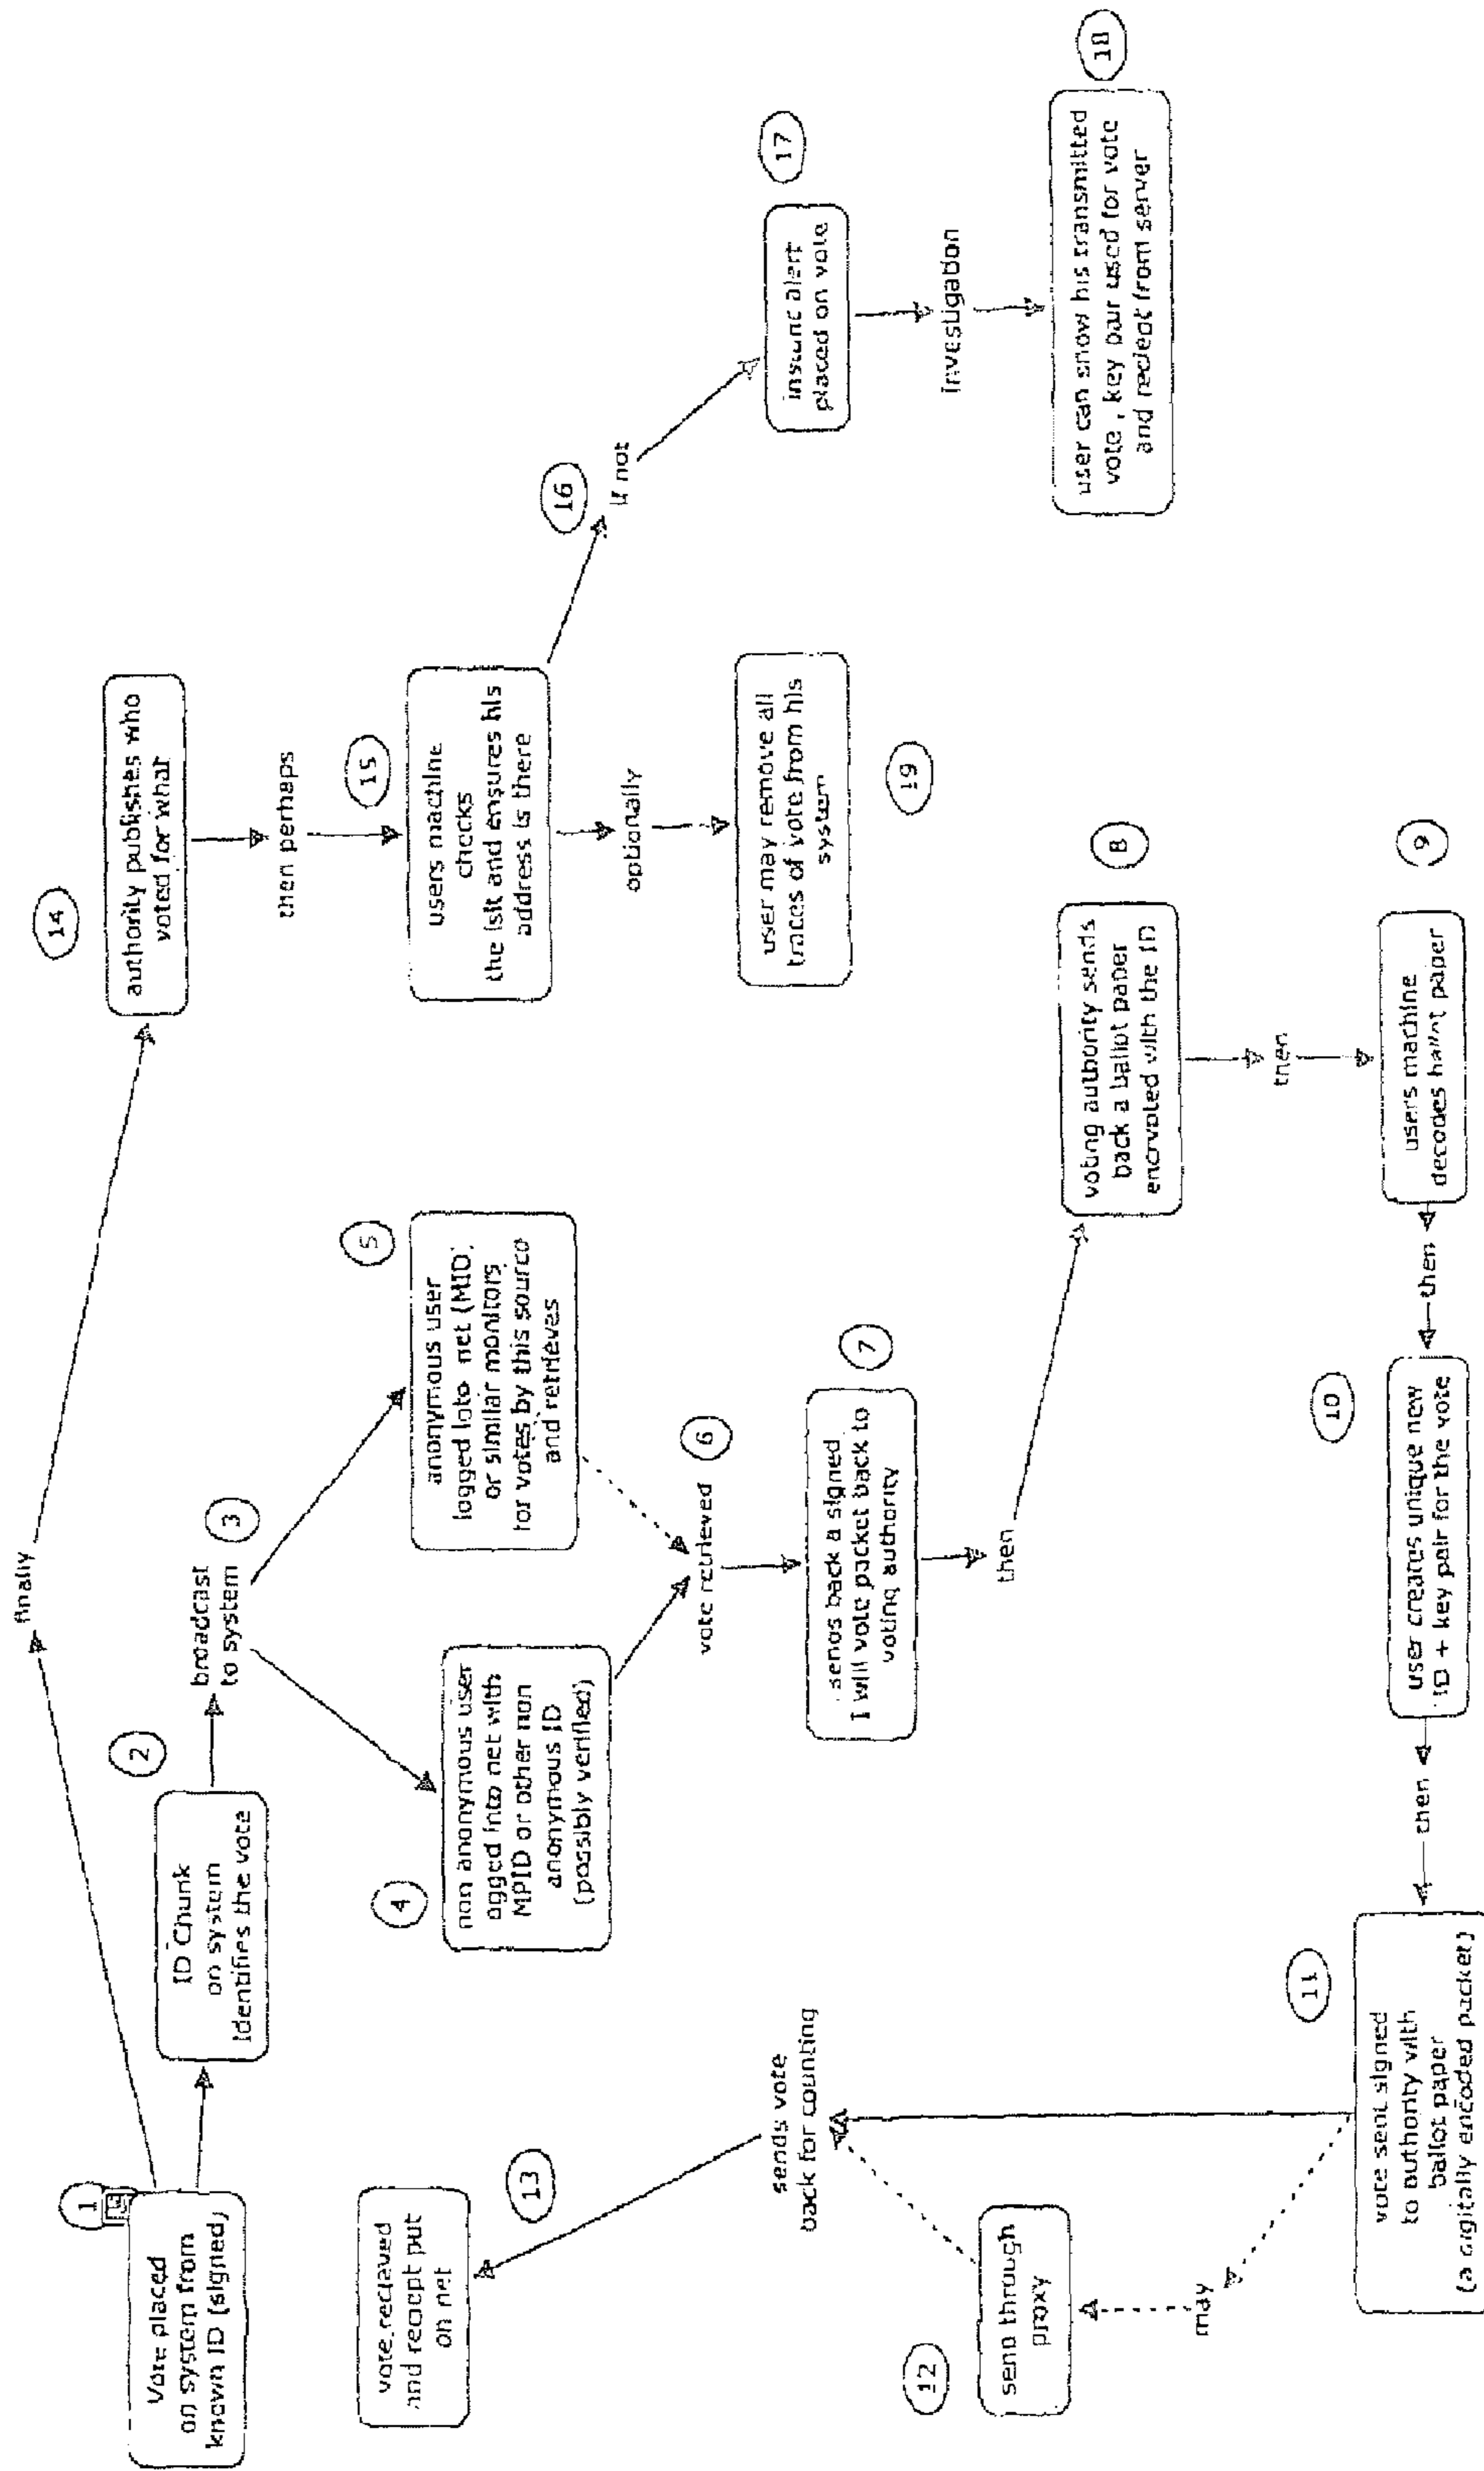 finally
1
Vote placed
on system from
known ID (signed)
2
ID Chunk
on system
identifies the vote
3
broadcast
to system
4
non anonymous user
ogged into net with
MPID or other non
anonymous ID
(possibly verified)
5
anonymous user
logged into net (MID)
or similar monitors
for votes by this source
and retrieves
vote retrieved
6
sends back a signed
I will vote packet back to
voting authority
7
then
voting authority sends
back a ballot paper
encrypted with the ID
8
then
users machine
decodes ballot paper
9
then
10
user creates unique new
ID + key pair for the vote
then
11
vote sent signed
to authority with
ballot paper
(a digitally encoded packet)
may
12
send through
proxy
sends vote
back for counting
13
vote recieved
and reciept put
on net
14
authority publishes who
voted for what
then perhaps
15
users machine
checks
the lsit and ensures his
address is there
optionally
user may remove all
traces of vote from his
system
19
16
if not
17
instant alert
placed on vote
investigation
18
user can show his transmitted
vote , key pair used for vote
and recieot from server